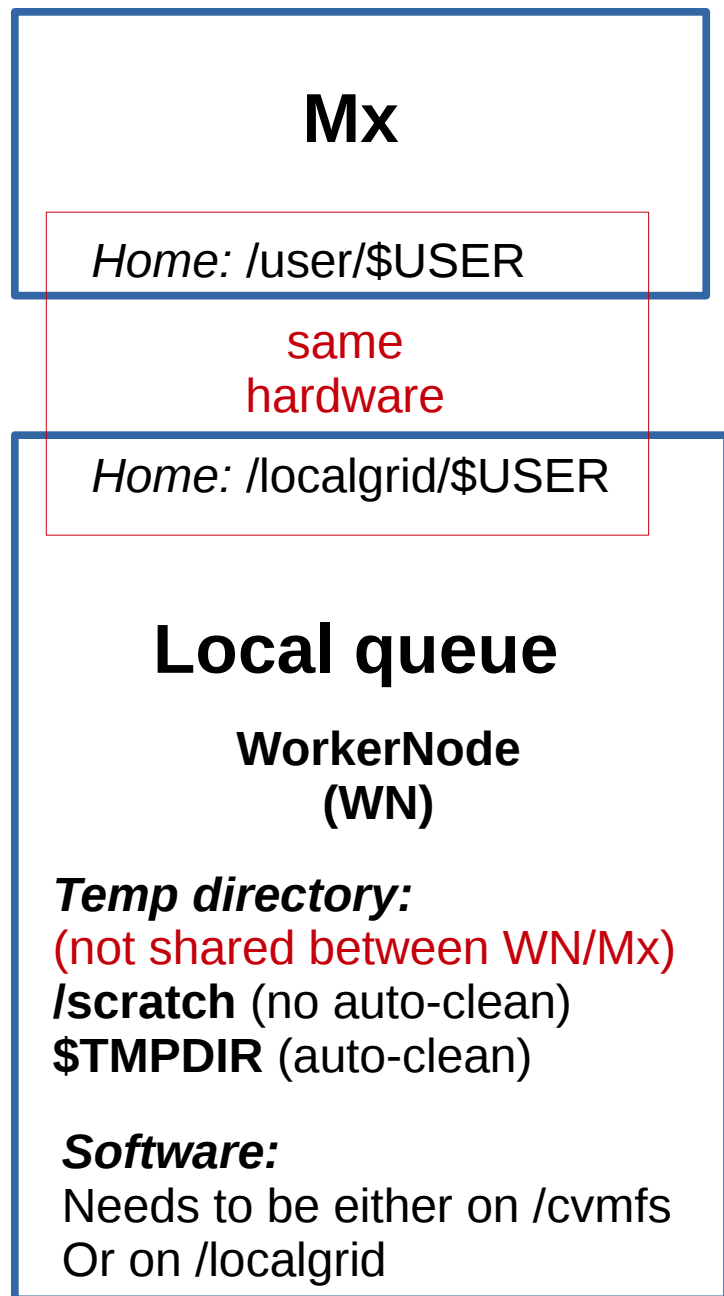 Mx
Home: /user/$USER
same
hardware
Home: /localgrid/$USER
Local queue
WorkerNode
(WN)
Temp directory:
(not shared between WN/Mx)
/scratch (no auto-clean)
$TMPDIR (auto-clean)
Software:
Needs to be either on /cvmfs
Or on /localgrid